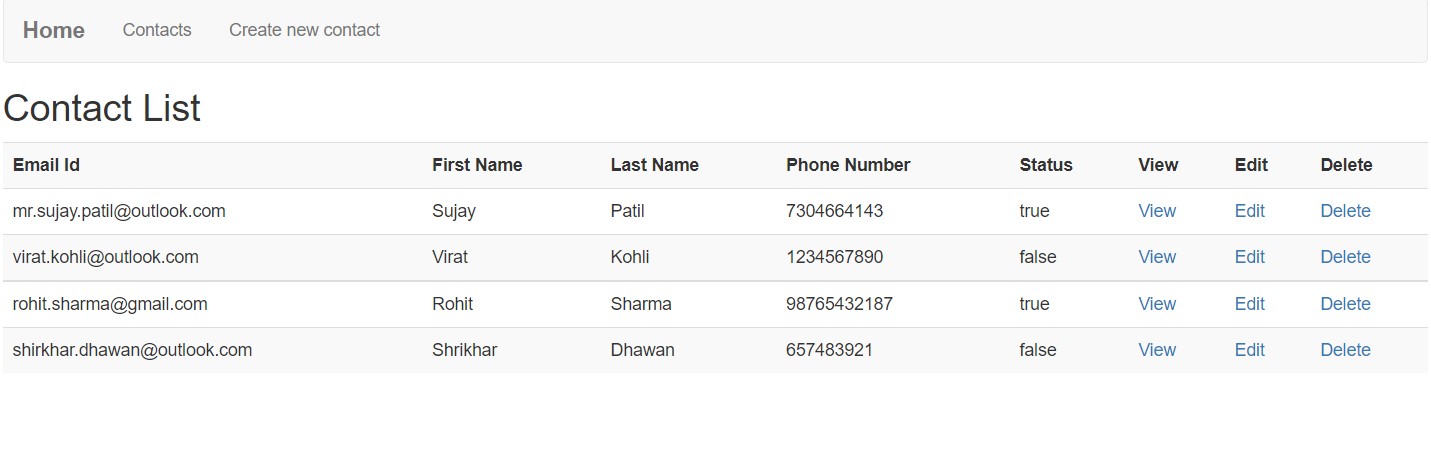 Home Contacts Create new contact
Contact List
Email Id First Name Last Name Phone Number Status View Edit Delete
mr.sujay.patil@outlook.com Sujay Patil 7304664143 true View Edit Delete
virat.kohli@outlook.com Virat Kohli 1234567890 false View Edit Delete
rohit.sharma@gmail.com Rohit Sharma 98765432187 true View Edit Delete
shirkhar.dhawan@outlook.com Shrikhar Dhawan 657483921 false View Edit Delete